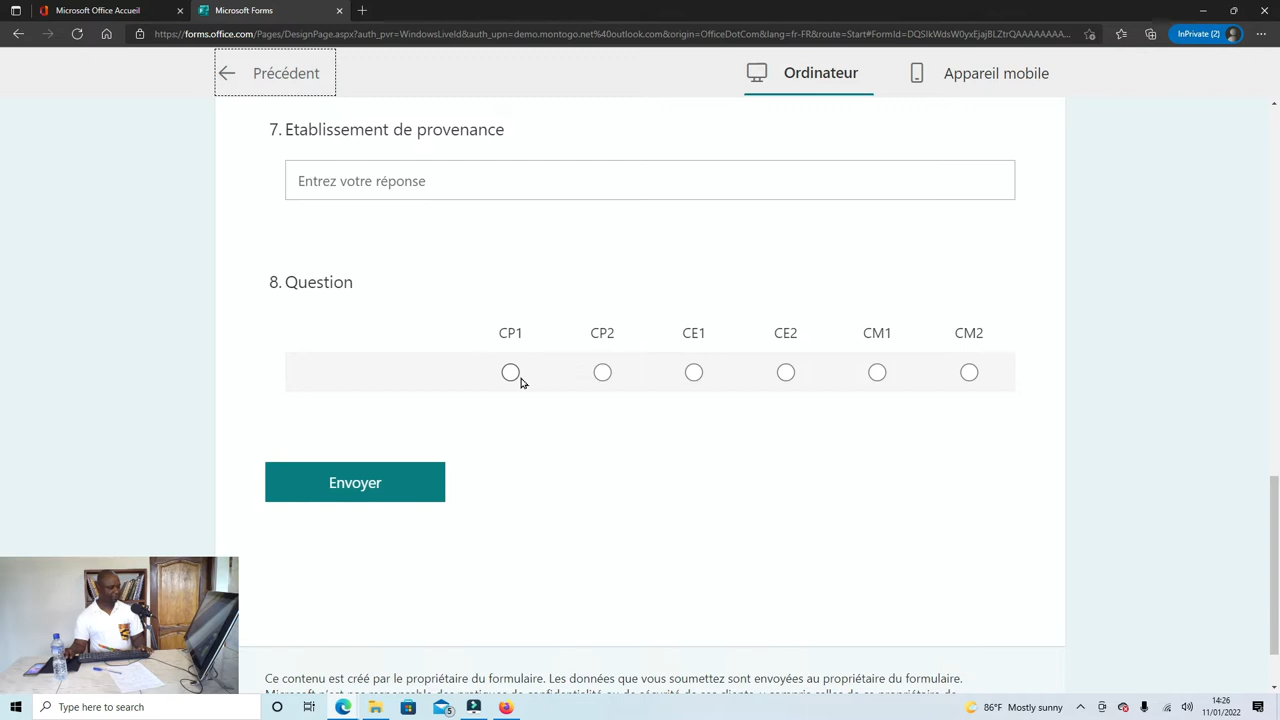 Microsoft Office Accueil
Microsoft Forms
https://forms.office.com/Pages/DesignPage.aspx?auth_pvr=WindowsLiveId&auth_upn=demo.montogo.net%40outlook.com&origin=OfficeDotCom&lang=fr-FR&route=Start#FormId=
InPrivate (2)
Précédent
Ordinateur
Appareil mobile
7. Etablissement de provenance
Entrez votre réponse
8. Question
CP1 CP2 CE1 CE2 CM1 CM2
Envoyer
Ce contenu est créé par le propriétaire du formulaire. Les données que vous soumettez sont envoyées au propriétaire du formulaire.
Type here to search
5
86°F Mostly sunny
14:26
11/01/2022